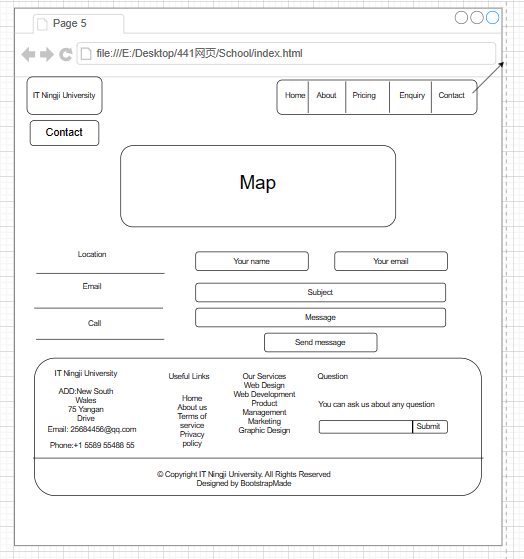 Page 5
file:///E:/Desktop/441网页/School/index.html
IT Ningji University
Home About Pricing Enquiry Contact
Contact
Map
Location
Email
Call
Your name Your email
Subject
Message
Send message
IT Ningji University
ADD:New South
Wales
75 Yangan
Drive
Email: 25684456@qq.com
Phone:+1 5589 55488 55
Useful Links
Home
About us
Terms of
service
Privacy
policy
Our Services
Web Design
Web Development
Product
Management
Marketing
Graphic Design
Question
You can ask us about any question
Submit
© Copyright IT Ningji University. All Rights Reserved
Designed by BootstrapMade